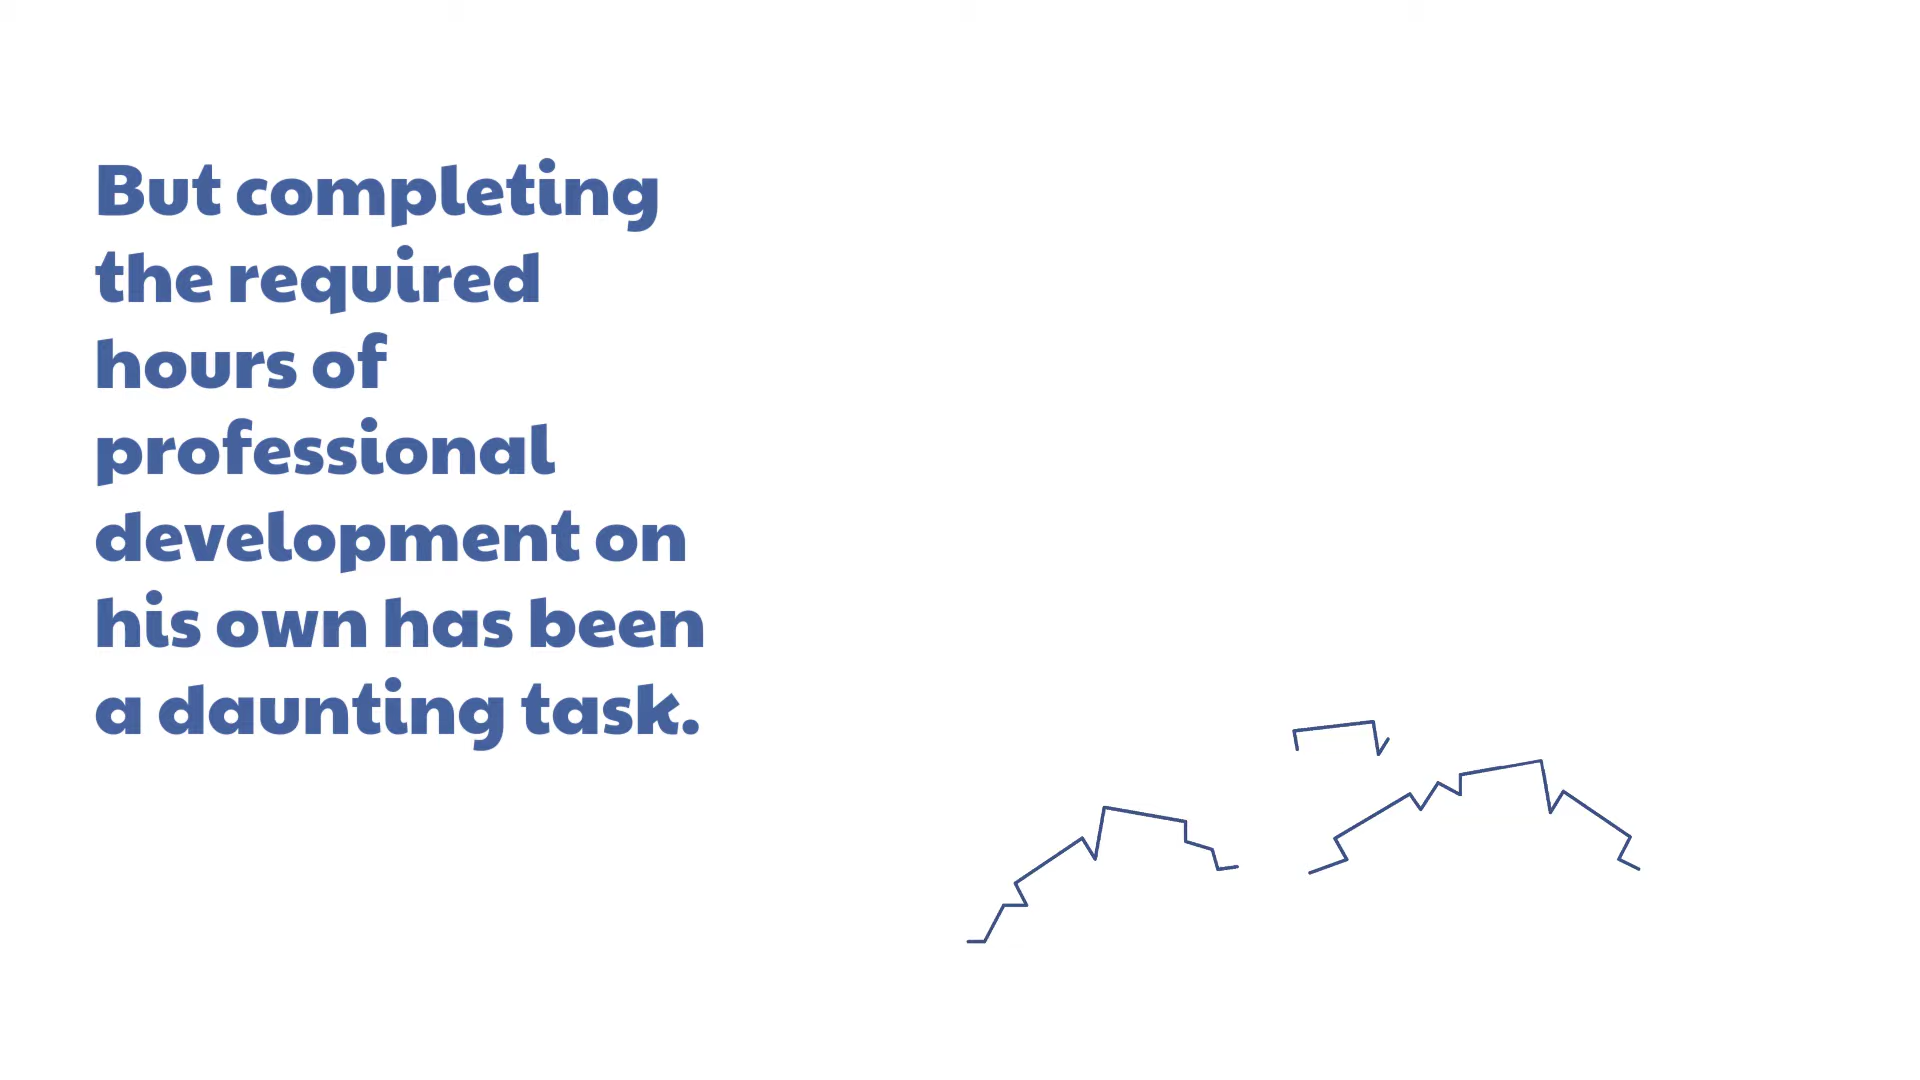 But completing
the required
hours of
professional
development on
his own has been
a daunting task.